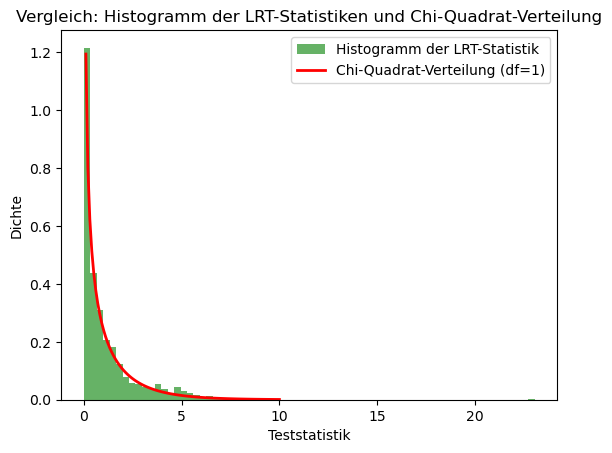 Vergleich: Histogramm der LRT-Statistiken und Chi-Quadrat-Verteilung
Histogramm der LRT-Statistik
Chi-Quadrat-Verteilung (df=1)
Dichte
1.2
1.0
0.8
0.6
0.4
0.2
0.0
0 5 10 15 20
Teststatistik